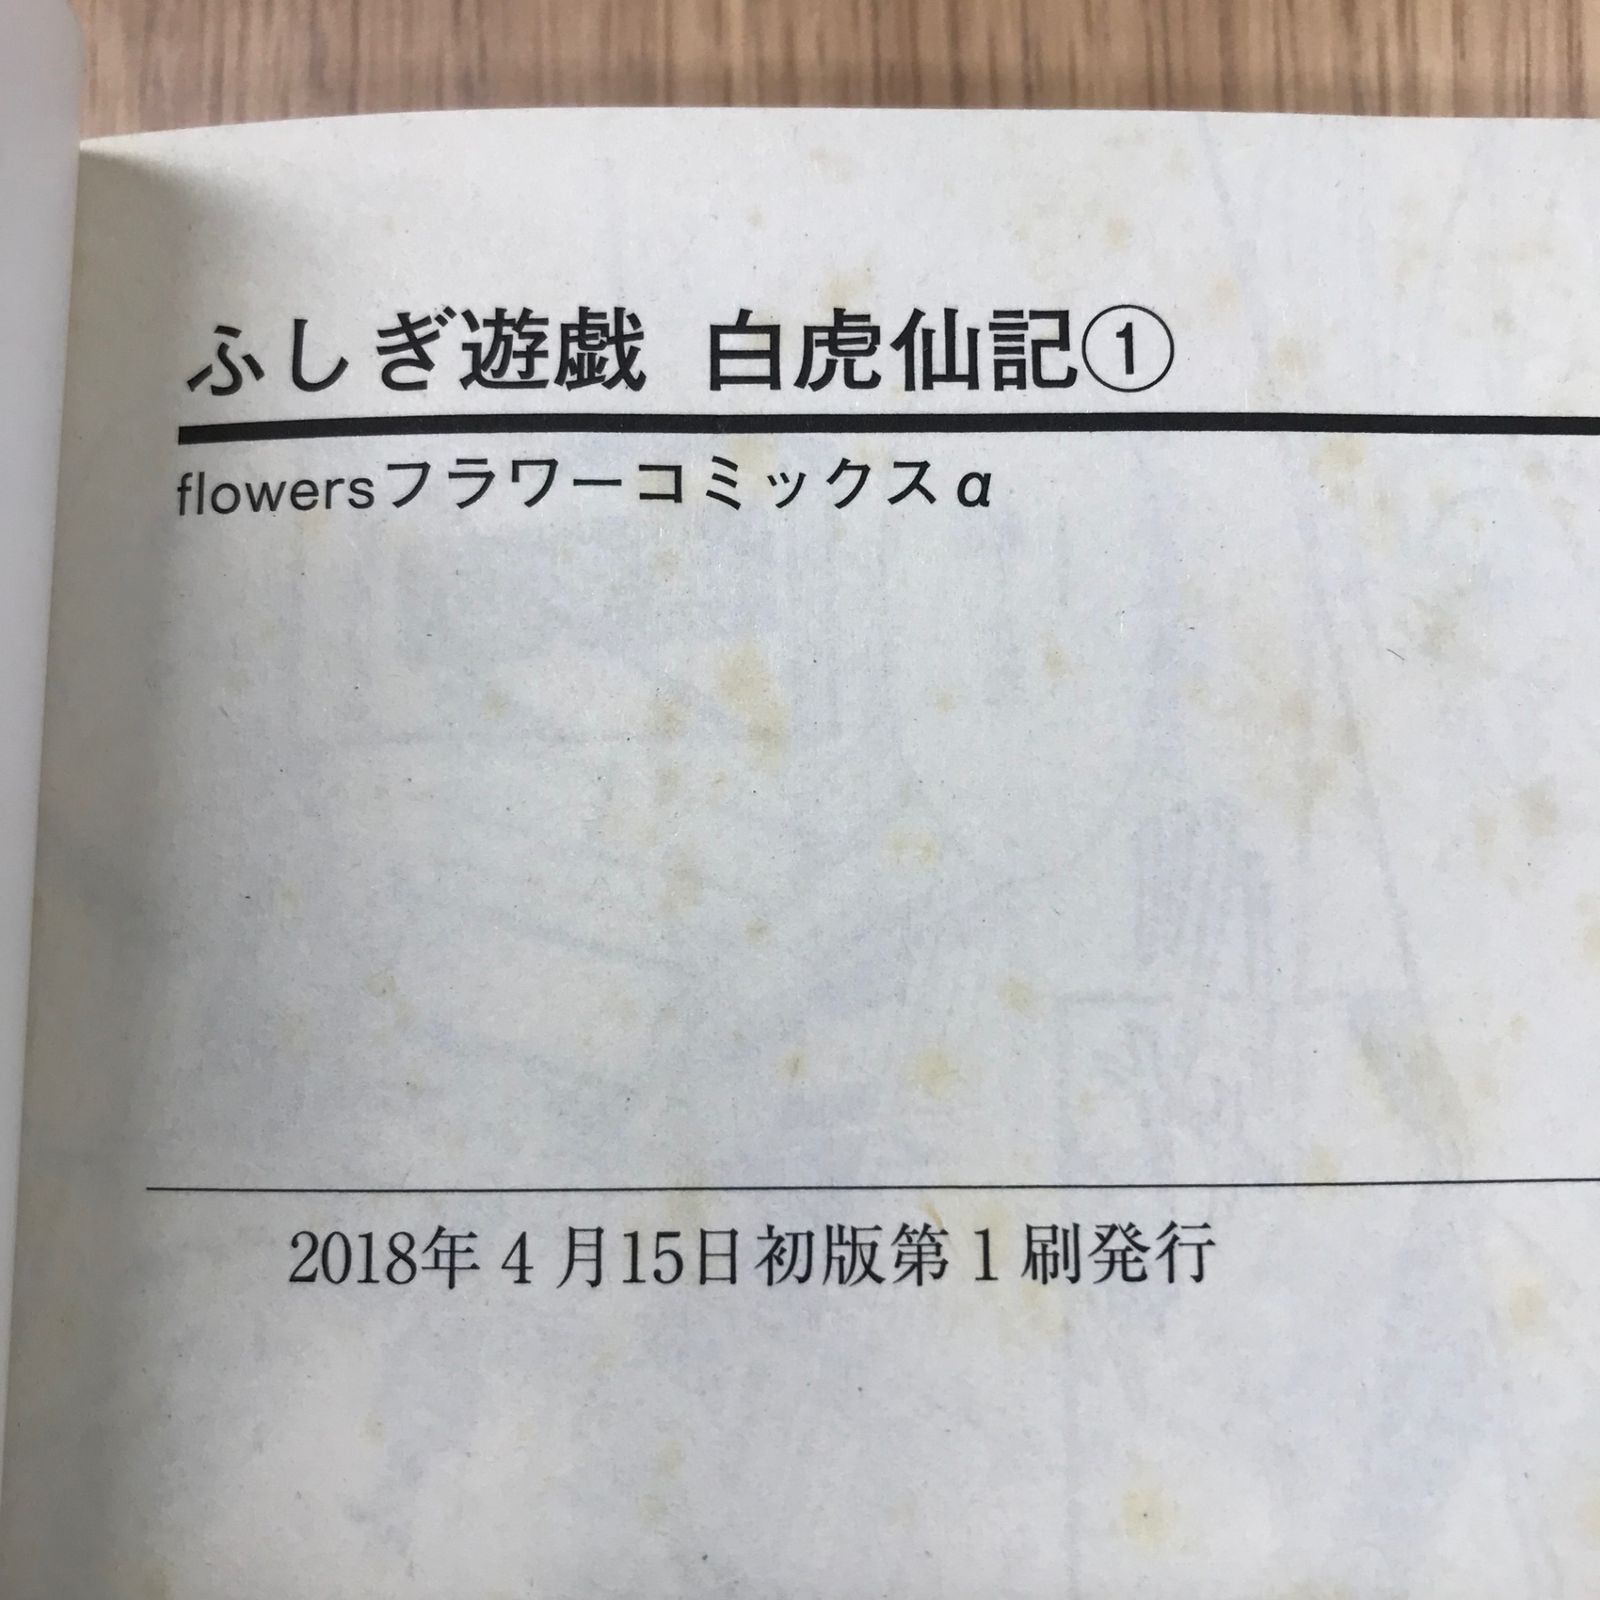 ふしぎ遊戯 白虎仙記①
flowersフラワーコミックスα
2018年4月15日初版第1刷発行